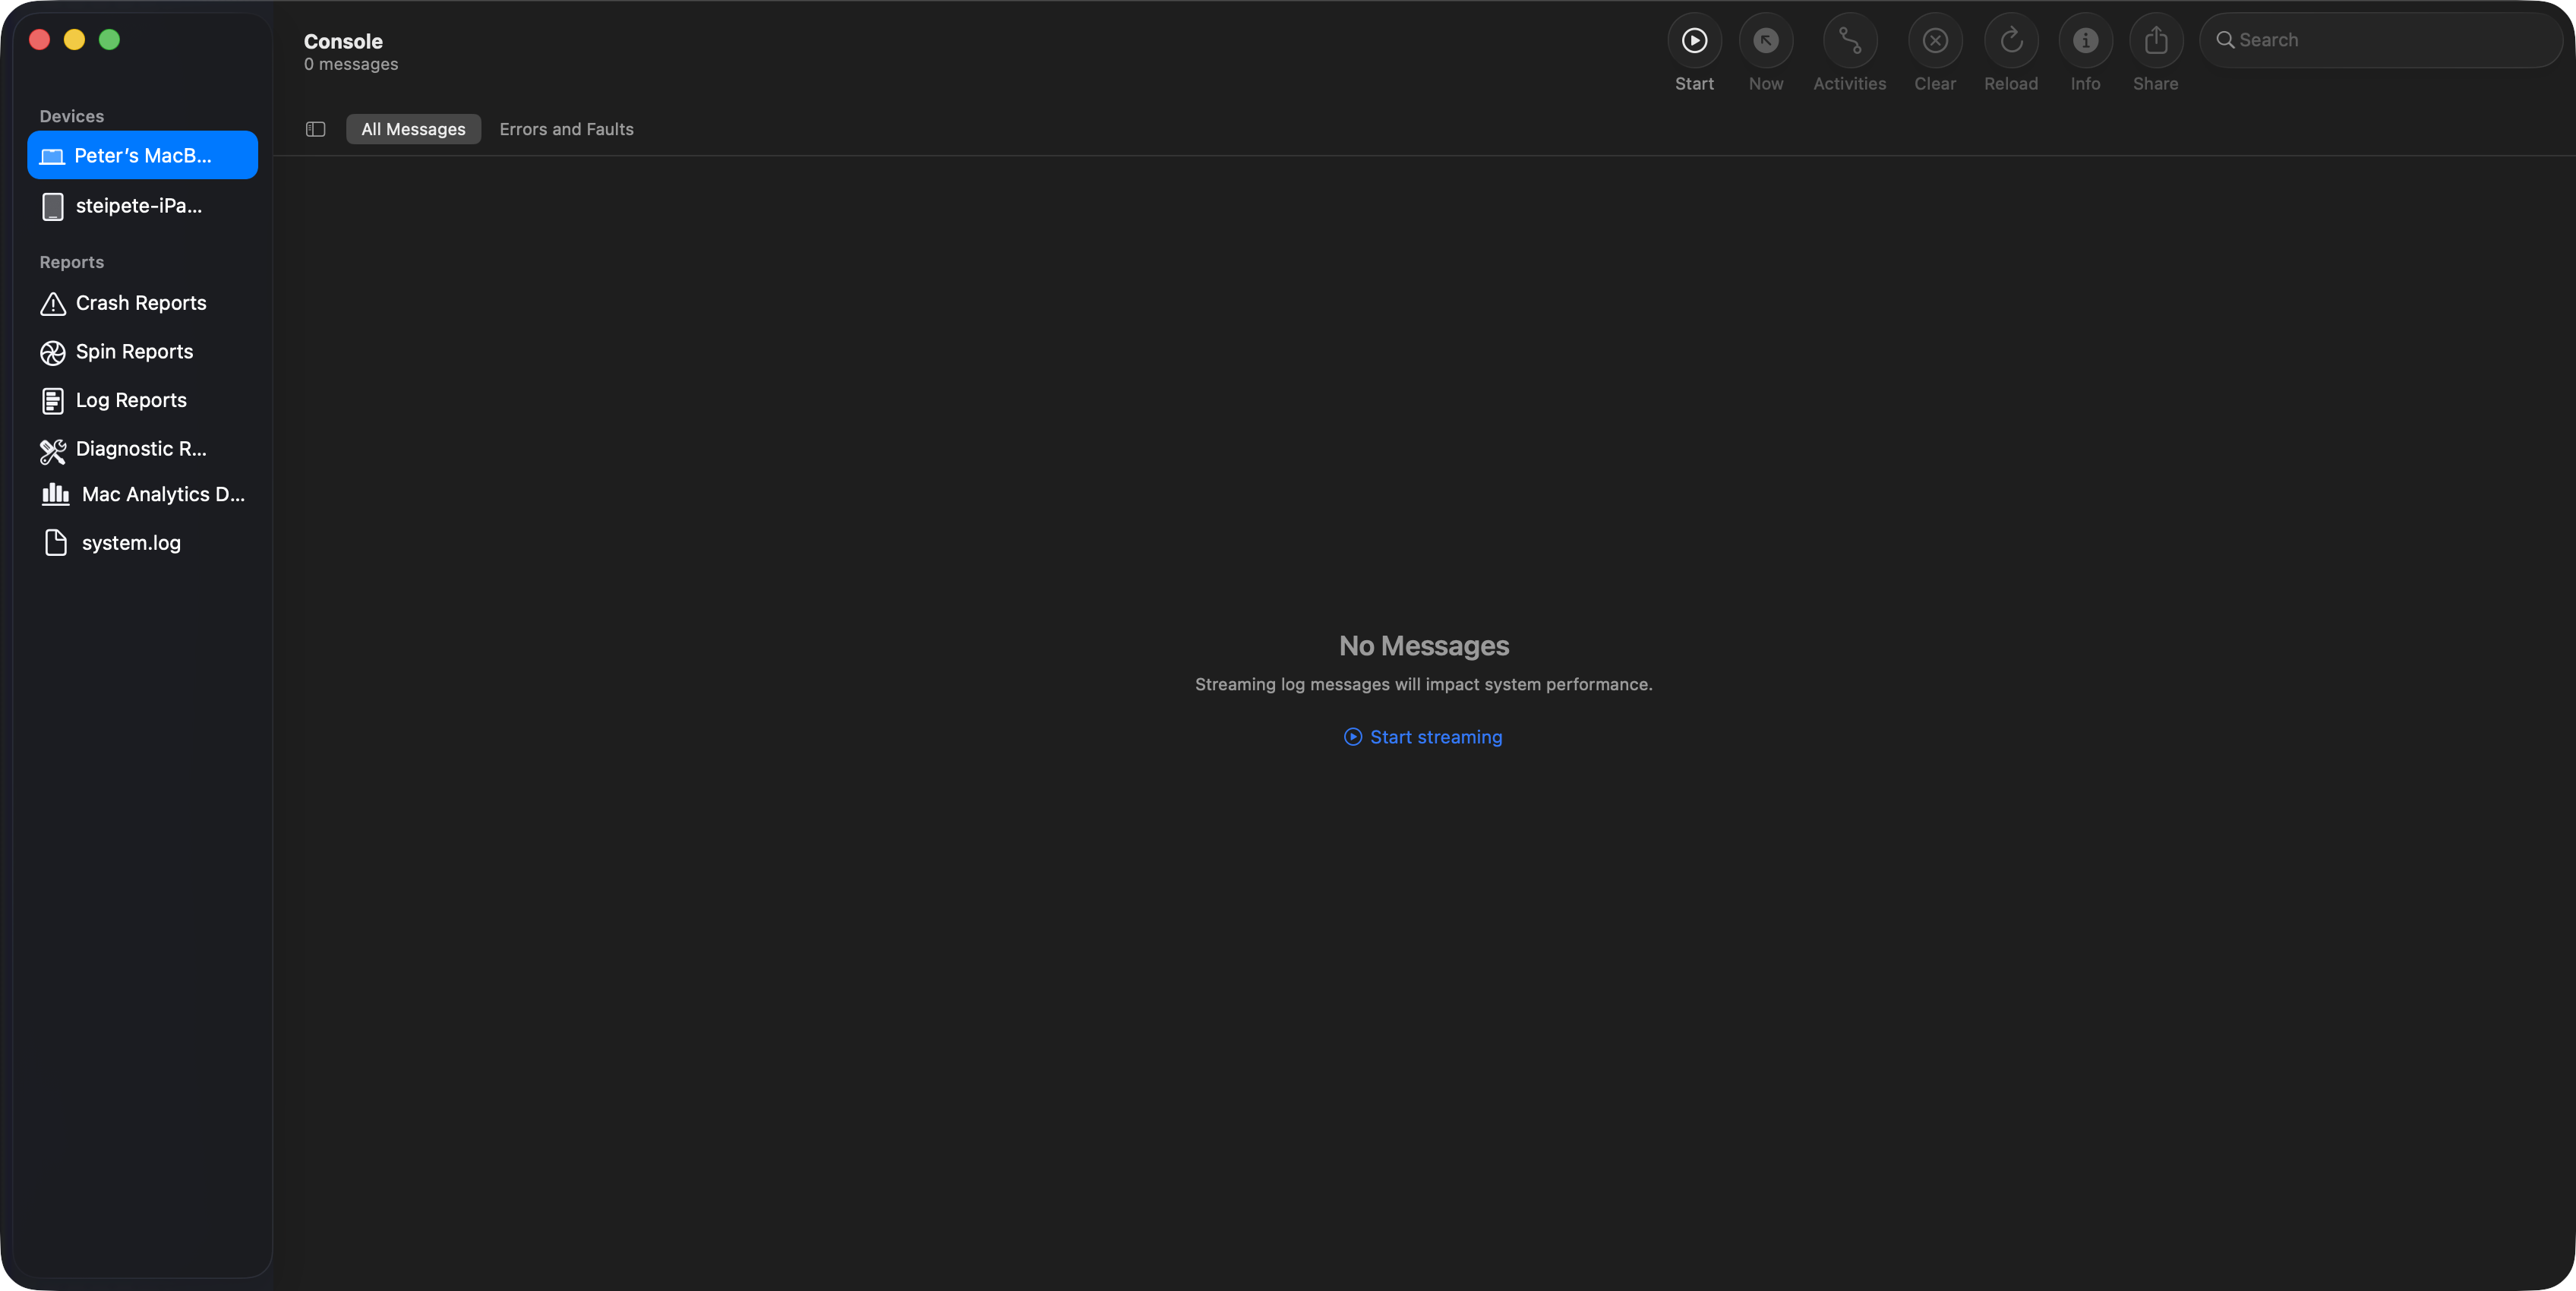 Console
0 messages
Start
Now
Activities
Clear
Reload
Info
Share
Search
All Messages
Errors and Faults
Devices
Peter’s MacB...
steipete-iPa...
Reports
Crash Reports
Spin Reports
Log Reports
Diagnostic R...
Mac Analytics D...
system.log
No Messages
Streaming log messages will impact system performance.
Start streaming